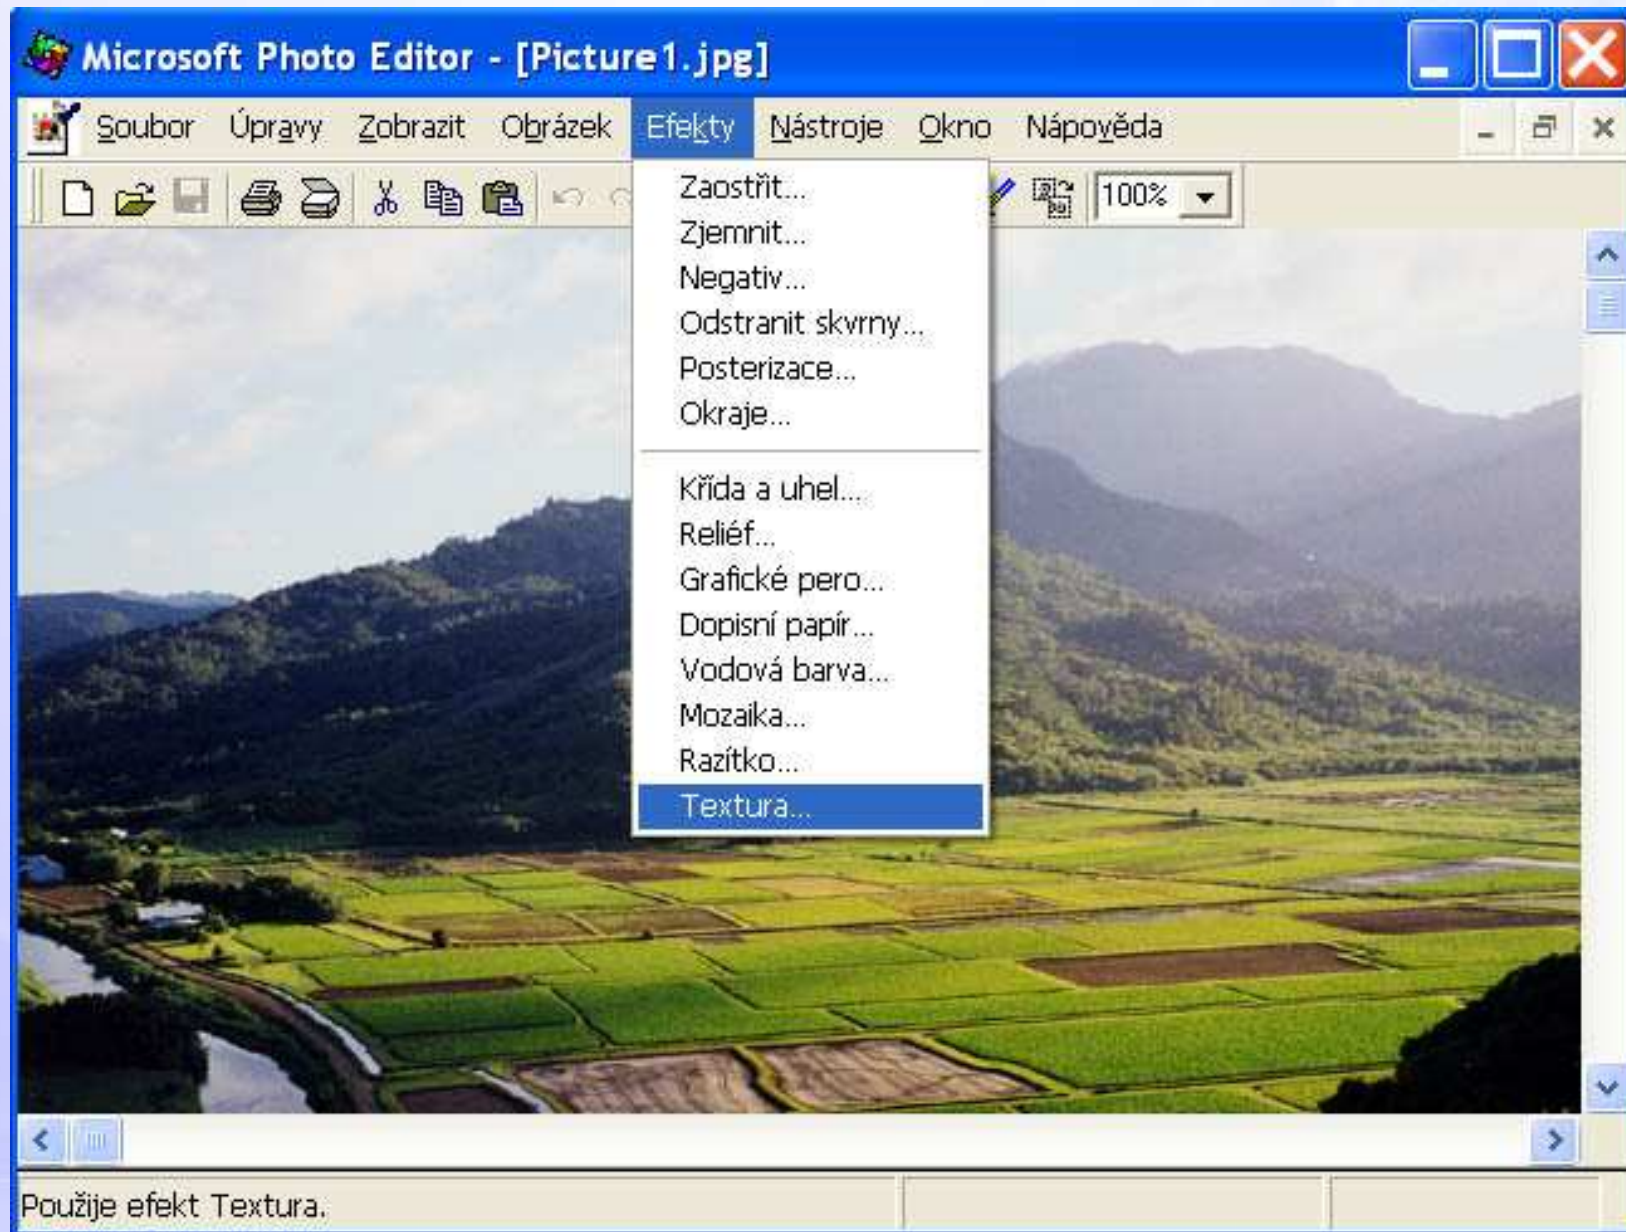 Microsoft Photo Editor - [Picture1.jpg]
Soubor Úpravy Zobrazit Obrázek Efekty Nástroje Okno Nápověda
100%
Zaostřit...
Zjemnit...
Negativ...
Odstranit skvrny...
Posterizace...
Okraje...
Křída a uhel...
Reliéf...
Grafické pero...
Dopisní papír...
Vodová barva...
Mozaika...
Razítko...
Textura...
Použije efekt Textura.